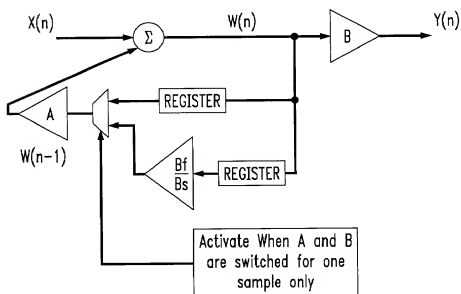 X(n)
Σ
W(n)
B
Y(n)
A
REGISTER
W(n-1)
Bf
Bs
REGISTER
Activate When A and B
are switched for one
sample only